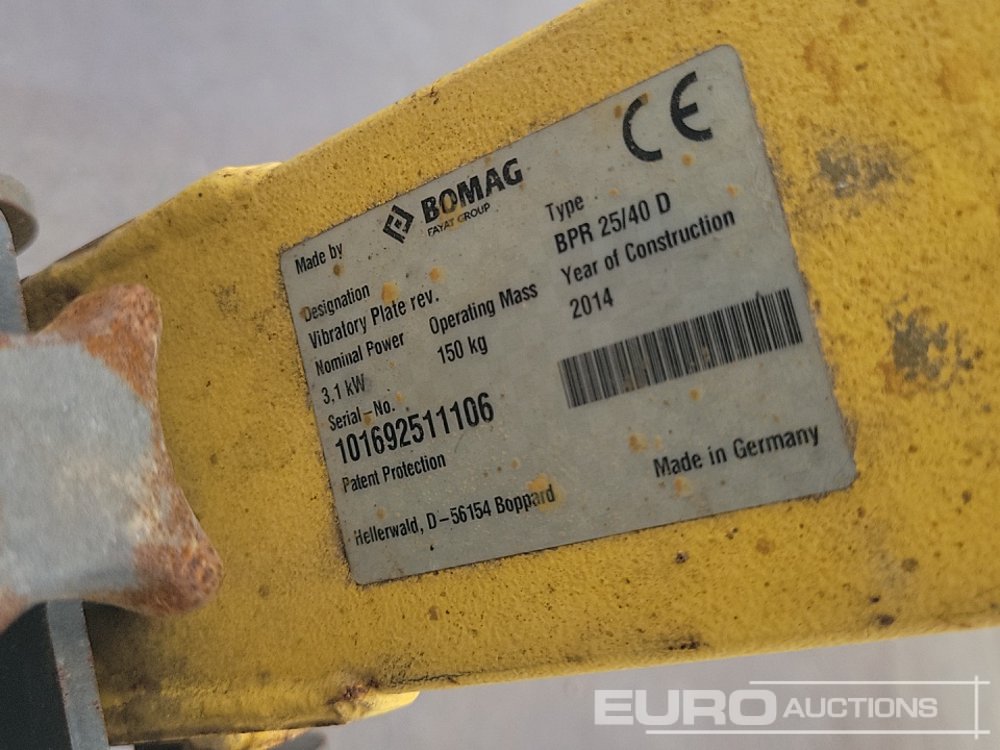 Made by
BOMAG
FAYAT GROUP
CE
Designation
Vibratory Plate rev.
Type
BPR 25/40 D
Nominal Power
3,1 kW
Operating Mass
150 kg
Year of Construction
2014
Serial-No.
101692511106
Patent Protection
Hellerwald, D-56154 Boppard
Made in Germany
EURO AUCTIONS